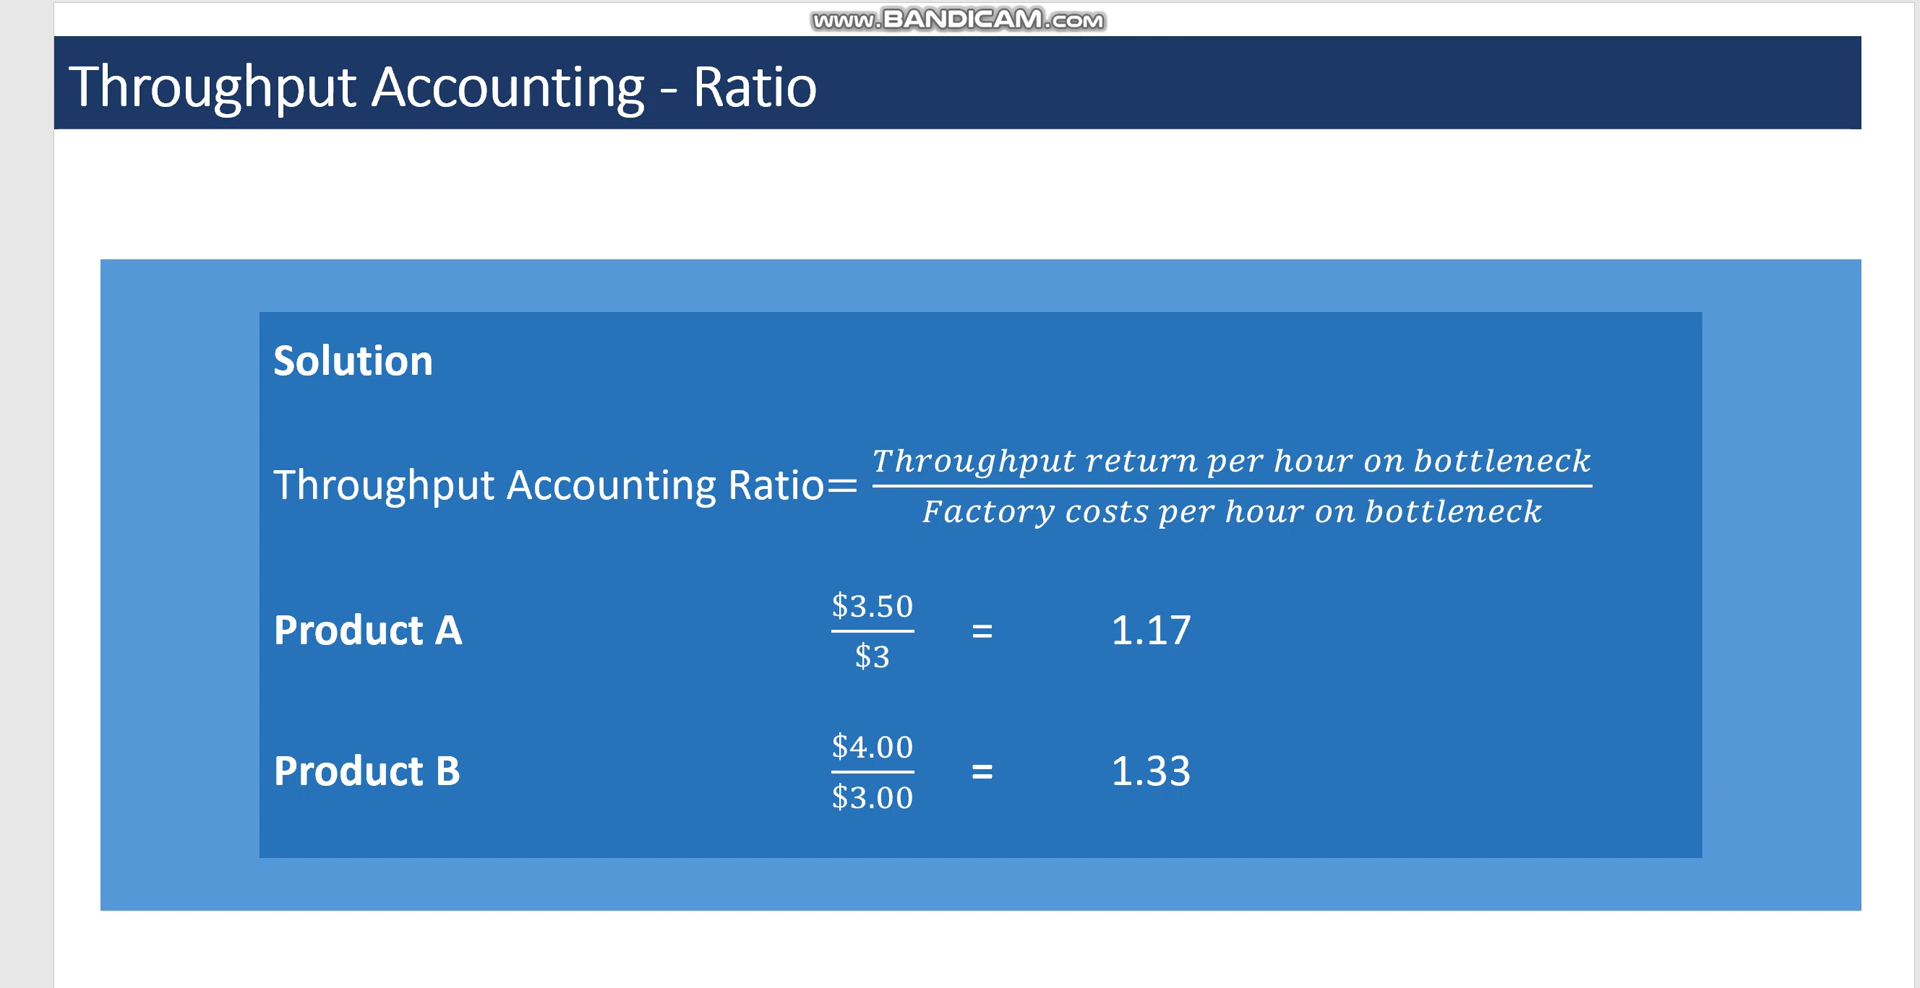 www.BANDICAM.com
Throughput Accounting - Ratio
Solution
Throughput Accounting Ratio= Throughput return per hour on bottleneck / Factory costs per hour on bottleneck
Product A $3.50 / $3 = 1.17
Product B $4.00 / $3.00 = 1.33